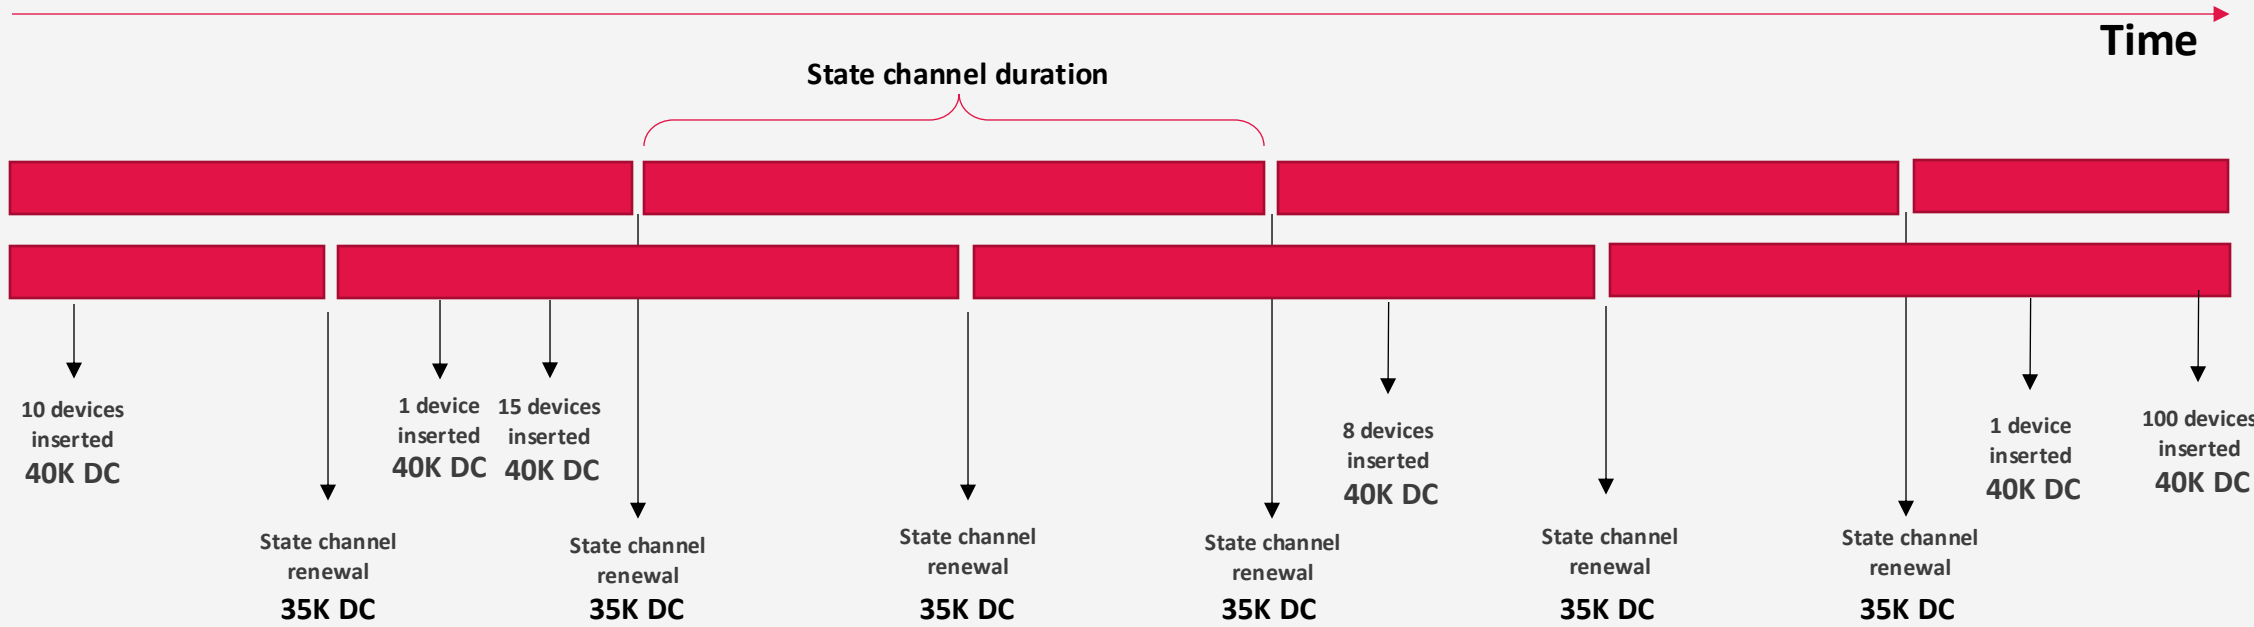 Time
State channel duration
10 devices
inserted
40K DC
1 device
inserted
40K DC
15 devices
inserted
40K DC
8 devices
inserted
40K DC
1 device
inserted
40K DC
100 devices
inserted
40K DC
State channel
renewal
35K DC
State channel
renewal
35K DC
State channel
renewal
35K DC
State channel
renewal
35K DC
State channel
renewal
35K DC
State channel
renewal
35K DC